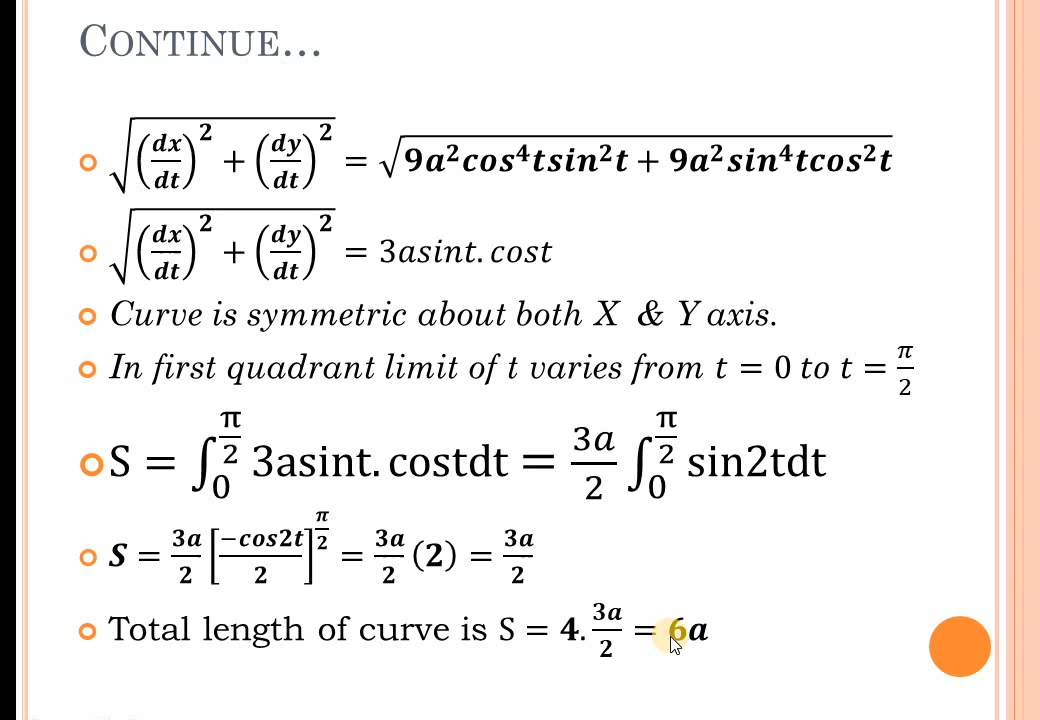 CONTINUE…
√((dx/dt)² + (dy/dt)²) = √(9a²cos⁴tsin²t + 9a²sin⁴tcos²t)
√((dx/dt)² + (dy/dt)²) = 3asint.cost
Curve is symmetric about both X & Y axis.
In first quadrant limit of t varies from t = 0 to t = π/2
S = ∫₀^(π/2) 3asint.costdt = 3a/2 ∫₀^(π/2) sin2tdt
S = 3a/2 [−cos2t/2]^(π/2) = 3a/2 (2) = 3a/2
Total length of curve is S = 4. 3a/2 = 6a